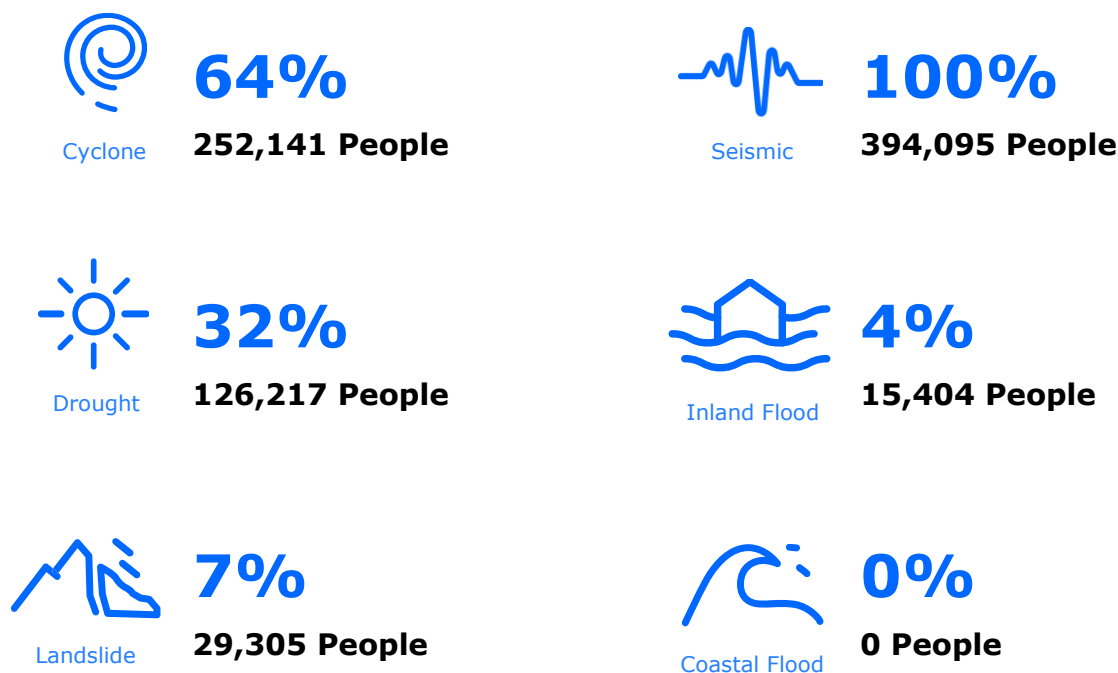 64%
252,141 People
Cyclone
100%
394,095 People
Seismic
32%
126,217 People
Drought
4%
15,404 People
Inland Flood
7%
29,305 People
Landslide
0%
0 People
Coastal Flood